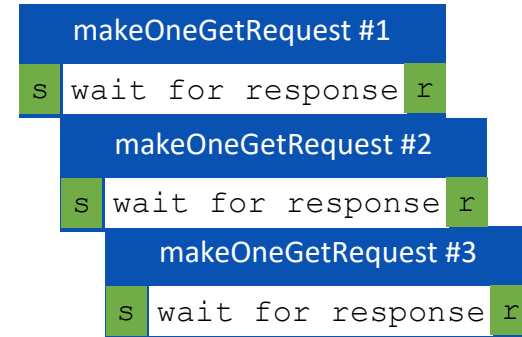 makeOneGetRequest #1
s wait for response r
makeOneGetRequest #2
s wait for response r
makeOneGetRequest #3
s wait for response r